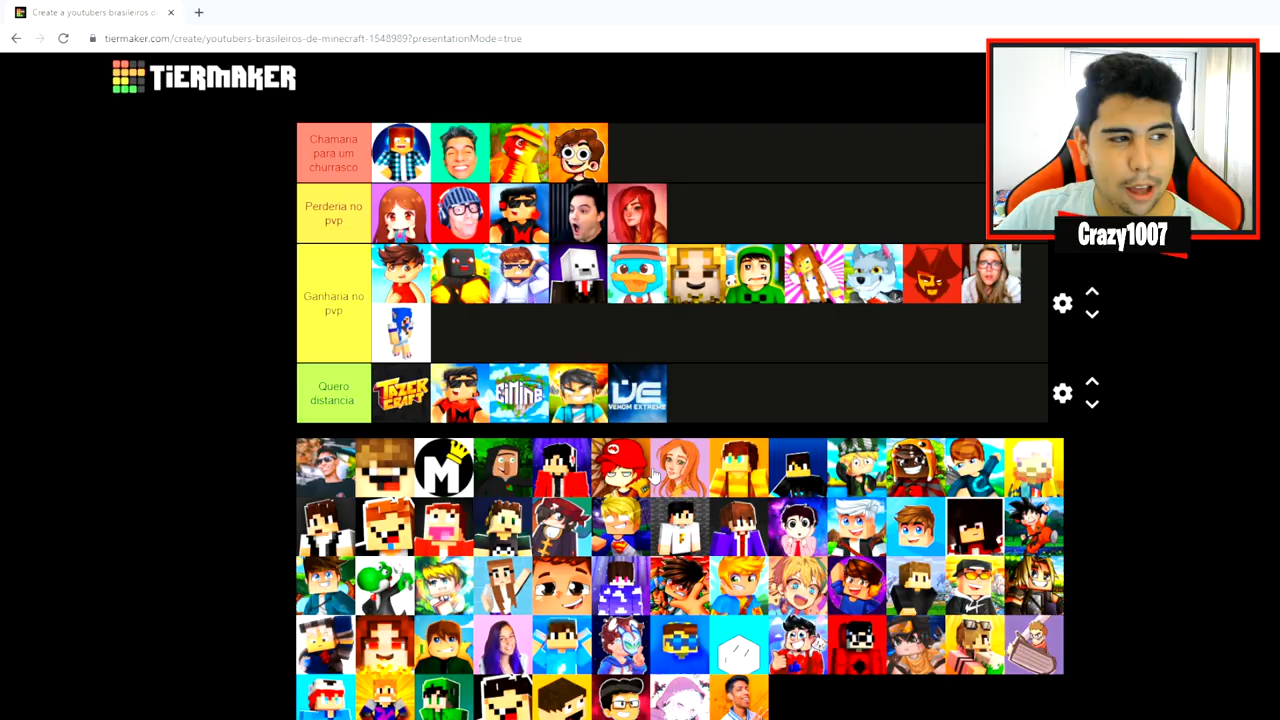 Create a youtubers brasileiros d
tiermaker.com/create/youtubers-brasileiros-de-minecraft-1548989?presentationMode=true
TIERMAKER
Chamaria
para um
churrasco
Perderia no
pvp
Crazy1007
Ganharia no
pvp
Quero
distancia
TAZER
CRAFT
VE
VENOM EXTREME
M